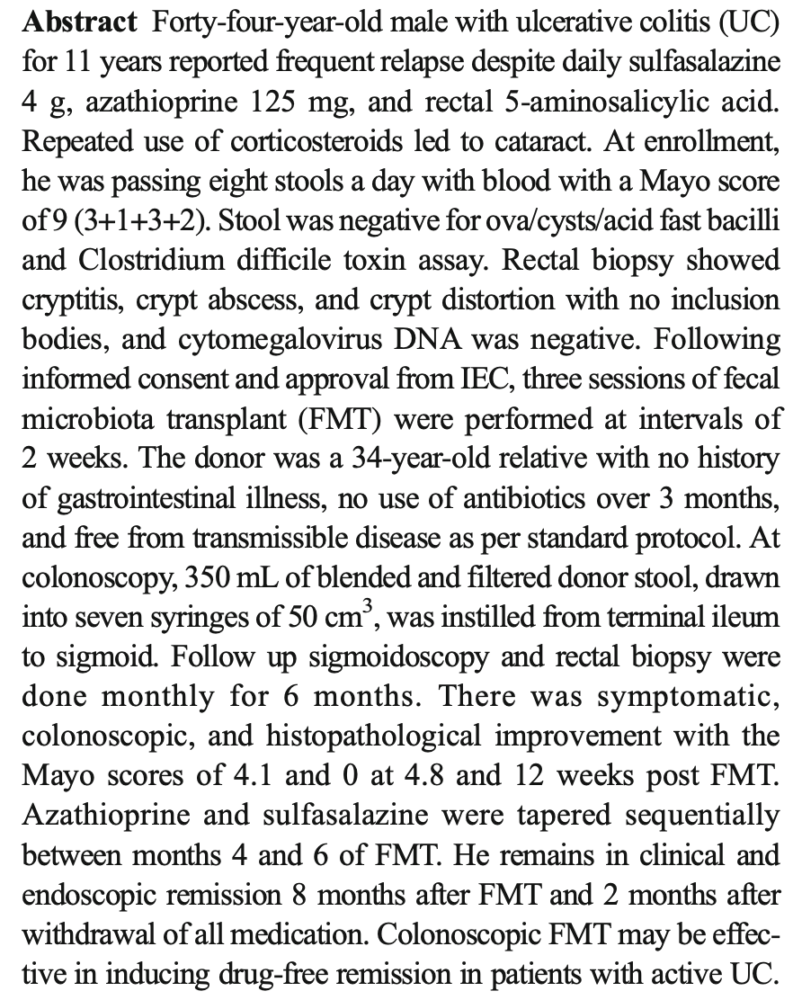 Abstract Forty-four-year-old male with ulcerative colitis (UC)
for 11 years reported frequent relapse despite daily sulfasalazine
4 g, azathioprine 125 mg, and rectal 5-aminosalicylic acid.
Repeated use of corticosteroids led to cataract. At enrollment,
he was passing eight stools a day with blood with a Mayo score
of 9 (3+1+3+2). Stool was negative for ova/cysts/acid fast bacilli
and Clostridium difficile toxin assay. Rectal biopsy showed
cryptitis, crypt abscess, and crypt distortion with no inclusion
bodies, and cytomegalovirus DNA was negative. Following
informed consent and approval from IEC, three sessions of fecal
microbiota transplant (FMT) were performed at intervals of
2 weeks. The donor was a 34-year-old relative with no history
of gastrointestinal illness, no use of antibiotics over 3 months,
and free from transmissible disease as per standard protocol. At
colonoscopy, 350 mL of blended and filtered donor stool, drawn
into seven syringes of 50 cm³, was instilled from terminal ileum
to sigmoid. Follow up sigmoidoscopy and rectal biopsy were
done monthly for 6 months. There was symptomatic,
colonoscopic, and histopathological improvement with the
Mayo scores of 4.1 and 0 at 4.8 and 12 weeks post FMT.
Azathioprine and sulfasalazine were tapered sequentially
between months 4 and 6 of FMT. He remains in clinical and
endoscopic remission 8 months after FMT and 2 months after
withdrawal of all medication. Colonoscopic FMT may be effec-
tive in inducing drug-free remission in patients with active UC.